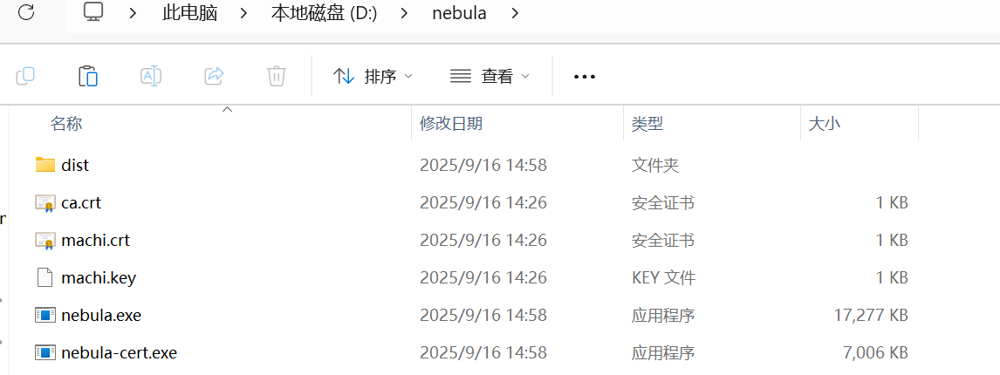 此电脑 本地磁盘 (D:) nebula
排序 查看
名称 修改日期 类型 大小
dist 2025/9/16 14:58 文件夹
ca.crt 2025/9/16 14:26 安全证书 1 KB
machi.crt 2025/9/16 14:26 安全证书 1 KB
machi.key 2025/9/16 14:26 KEY 文件 1 KB
nebula.exe 2025/9/16 14:58 应用程序 17,277 KB
nebula-cert.exe 2025/9/16 14:58 应用程序 7,006 KB